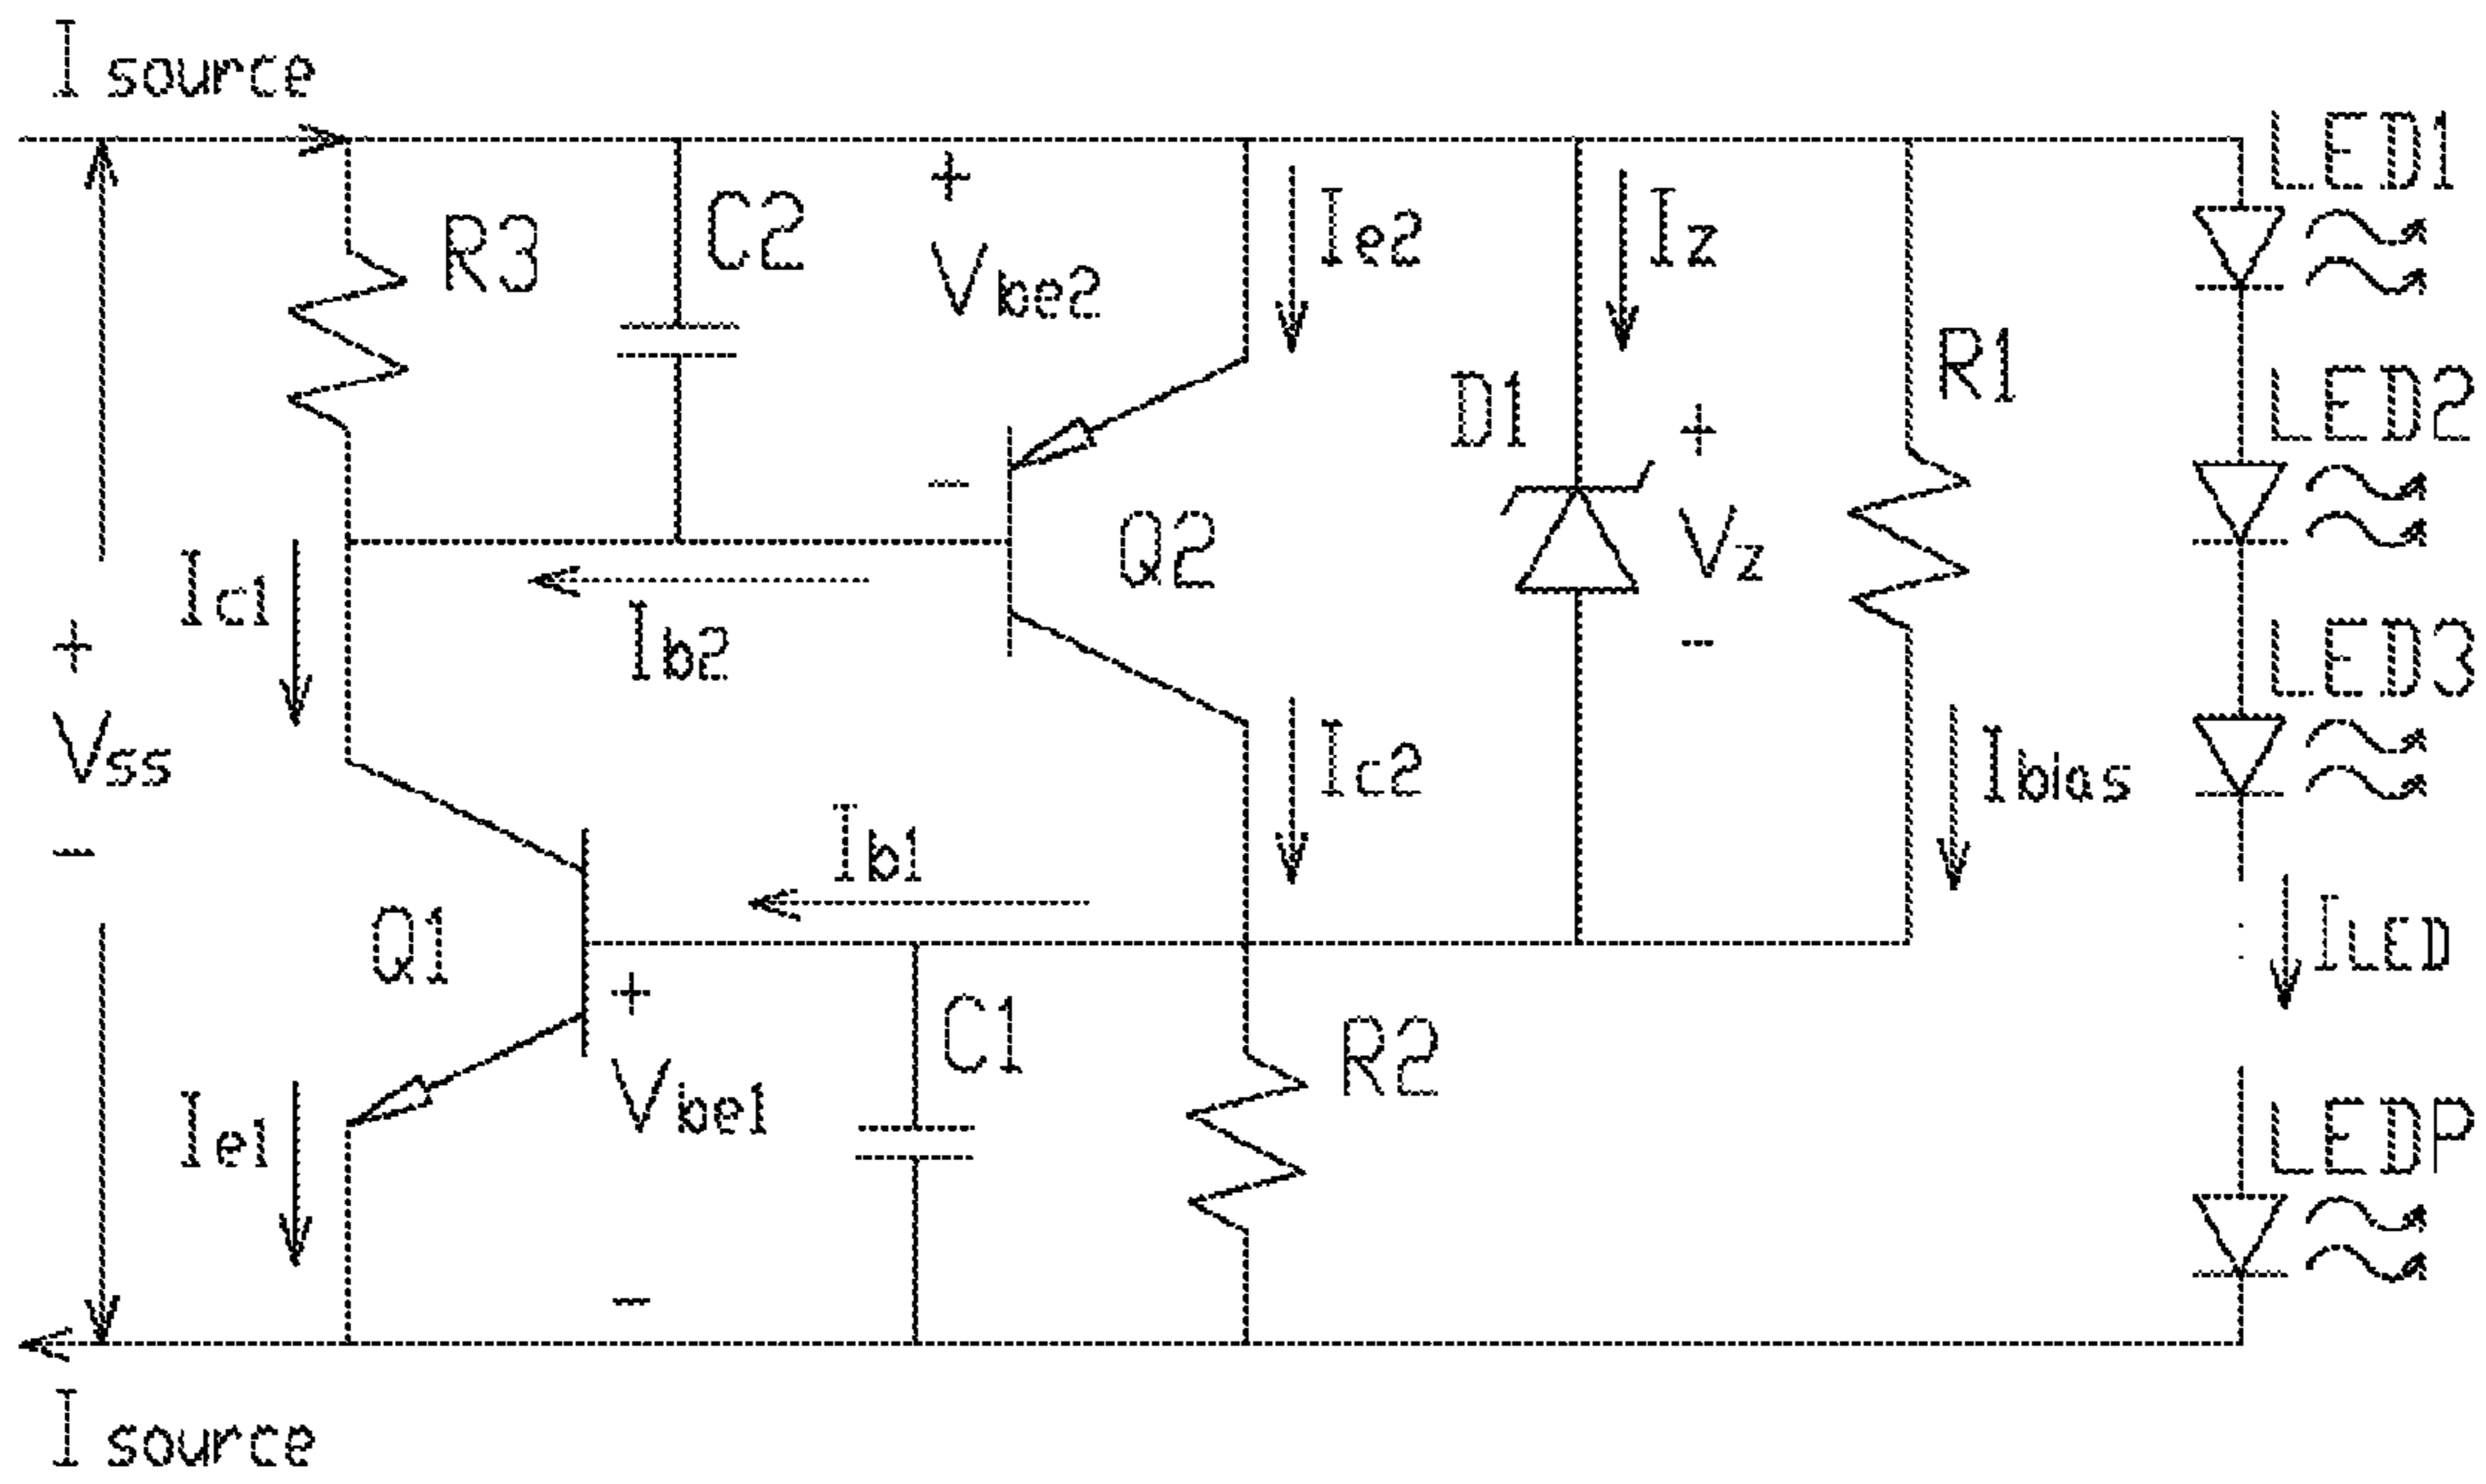 I source
LED1
R3
C2
+
Vbe2
-
Ie2
Iz
R1
D1
+
Vz
-
LED2
Q2
Ic1
Ib2
+
Vss
-
LED3
Ic2
Ibias
Ib1
Q1
+
Vbe1
-
C1
R2
ILED
Ie1
LEDP
I source